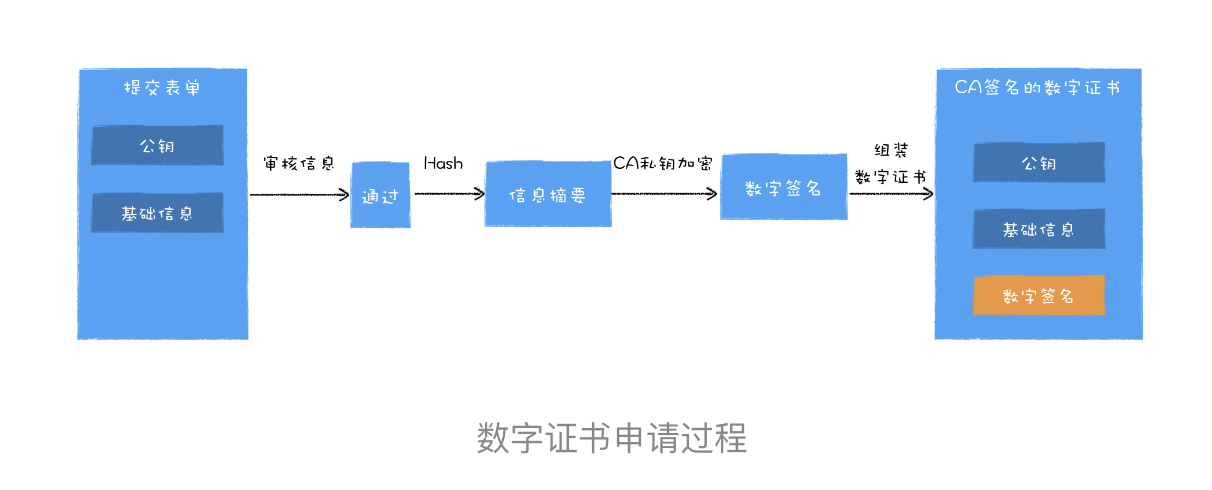 提交表单
公钥
基础信息
审核信息
通过
Hash
信息摘要
CA私钥加密
数字签名
组装
数字证书
CA签名的数字证书
公钥
基础信息
数字签名
数字证书申请过程